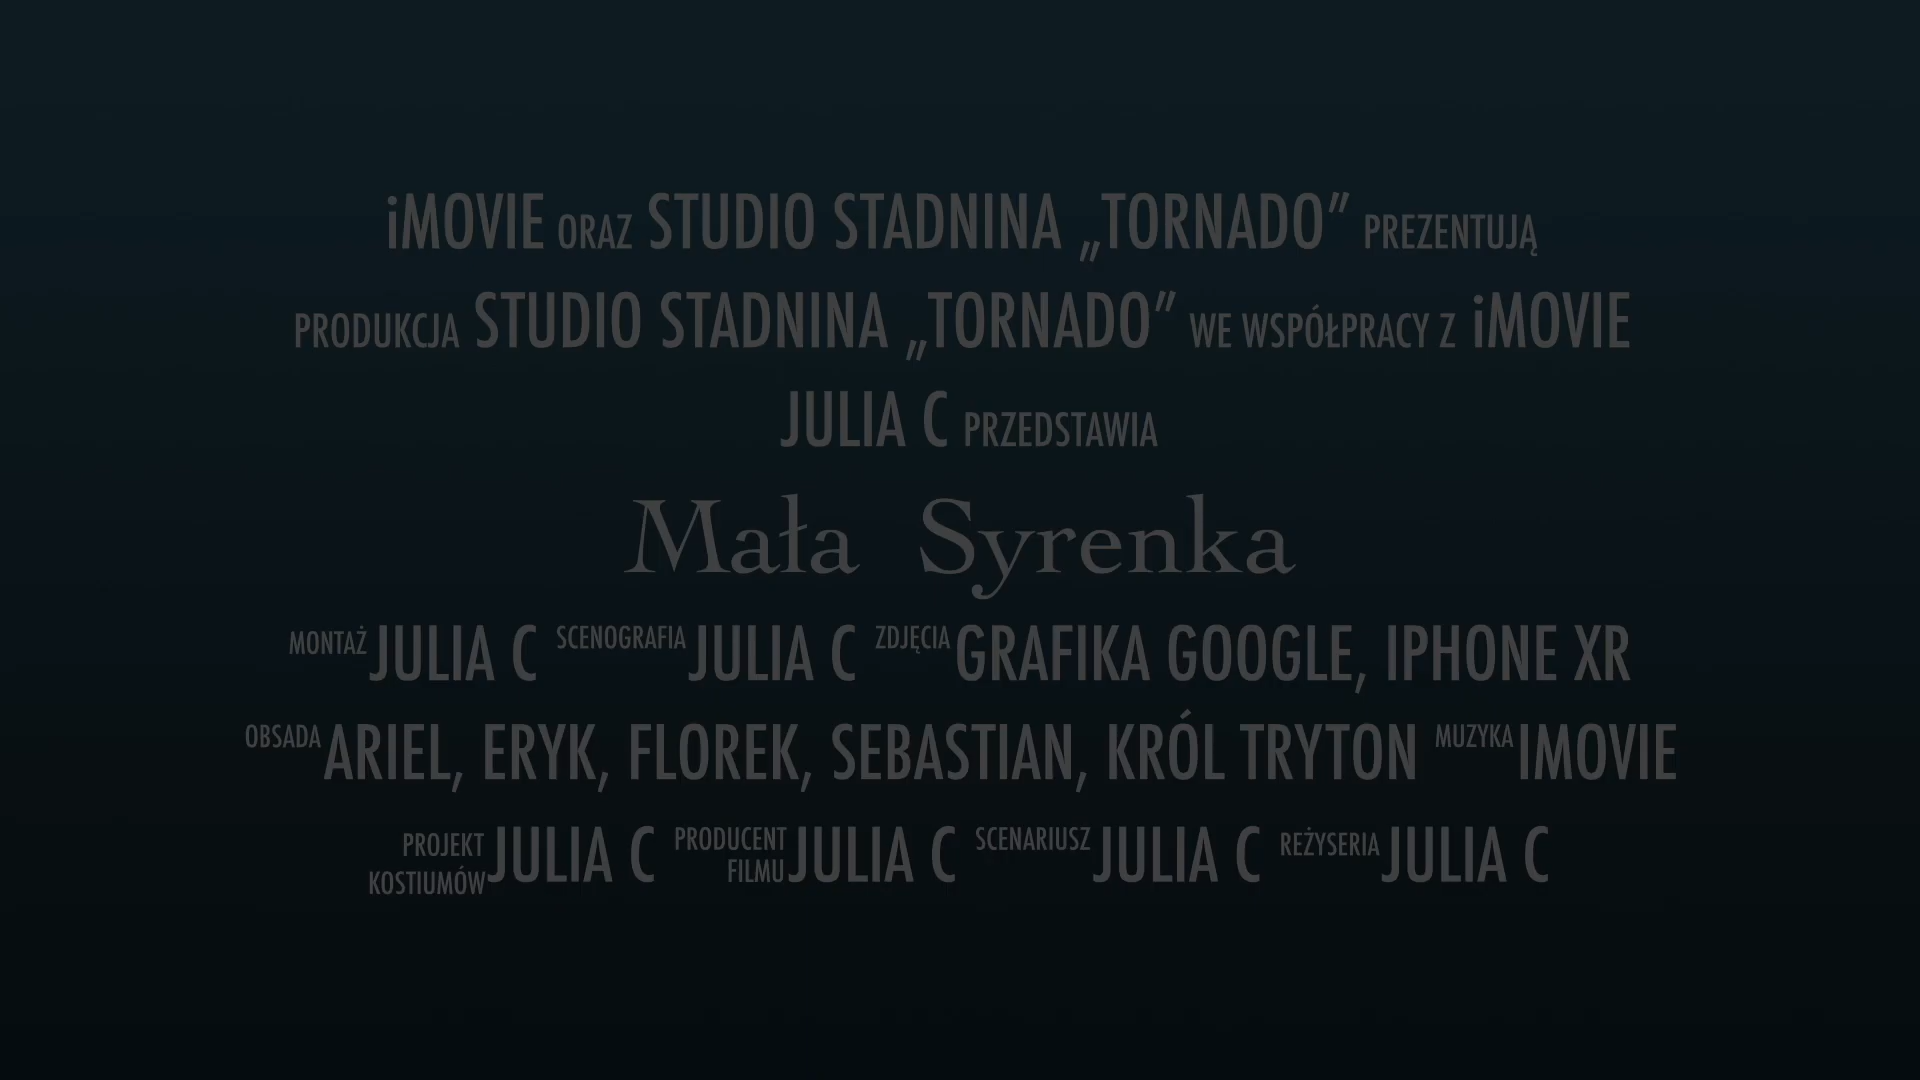 iMOVIE ORAZ STUDIO STADNINA „TORNADO” PREZENTUJĄ
PRODUKCJA STUDIO STADNINA „TORNADO” WE WSPÓŁPRACY Z iMOVIE
JULIA C PRZEDSTAWIA
Mała Syrenka
MONTAŻ JULIA C SCENOGRAFIA JULIA C ZDJĘCIA GRAFIKA GOOGLE, IPHONE XR
OBSADA ARIEL, ERYK, FLOREK, SEBASTIAN, KRÓL TRYTON MUZYKA IMOVIE
PROJEKT KOSTIUMÓW JULIA C PRODUCENT FILMU JULIA C SCENARIUSZ JULIA C REŻYSERIA JULIA C